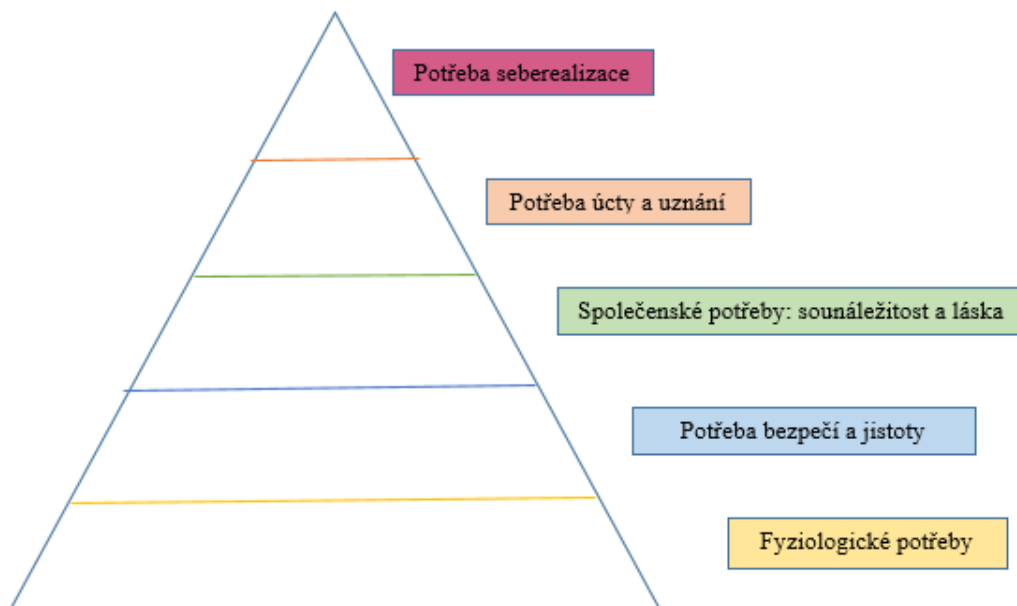 Potřeba seberealizace
Potřeba úcty a uznání
Společenské potřeby: sounáležitost a láska
Potřeba bezpečí a jistoty
Fyziologické potřeby